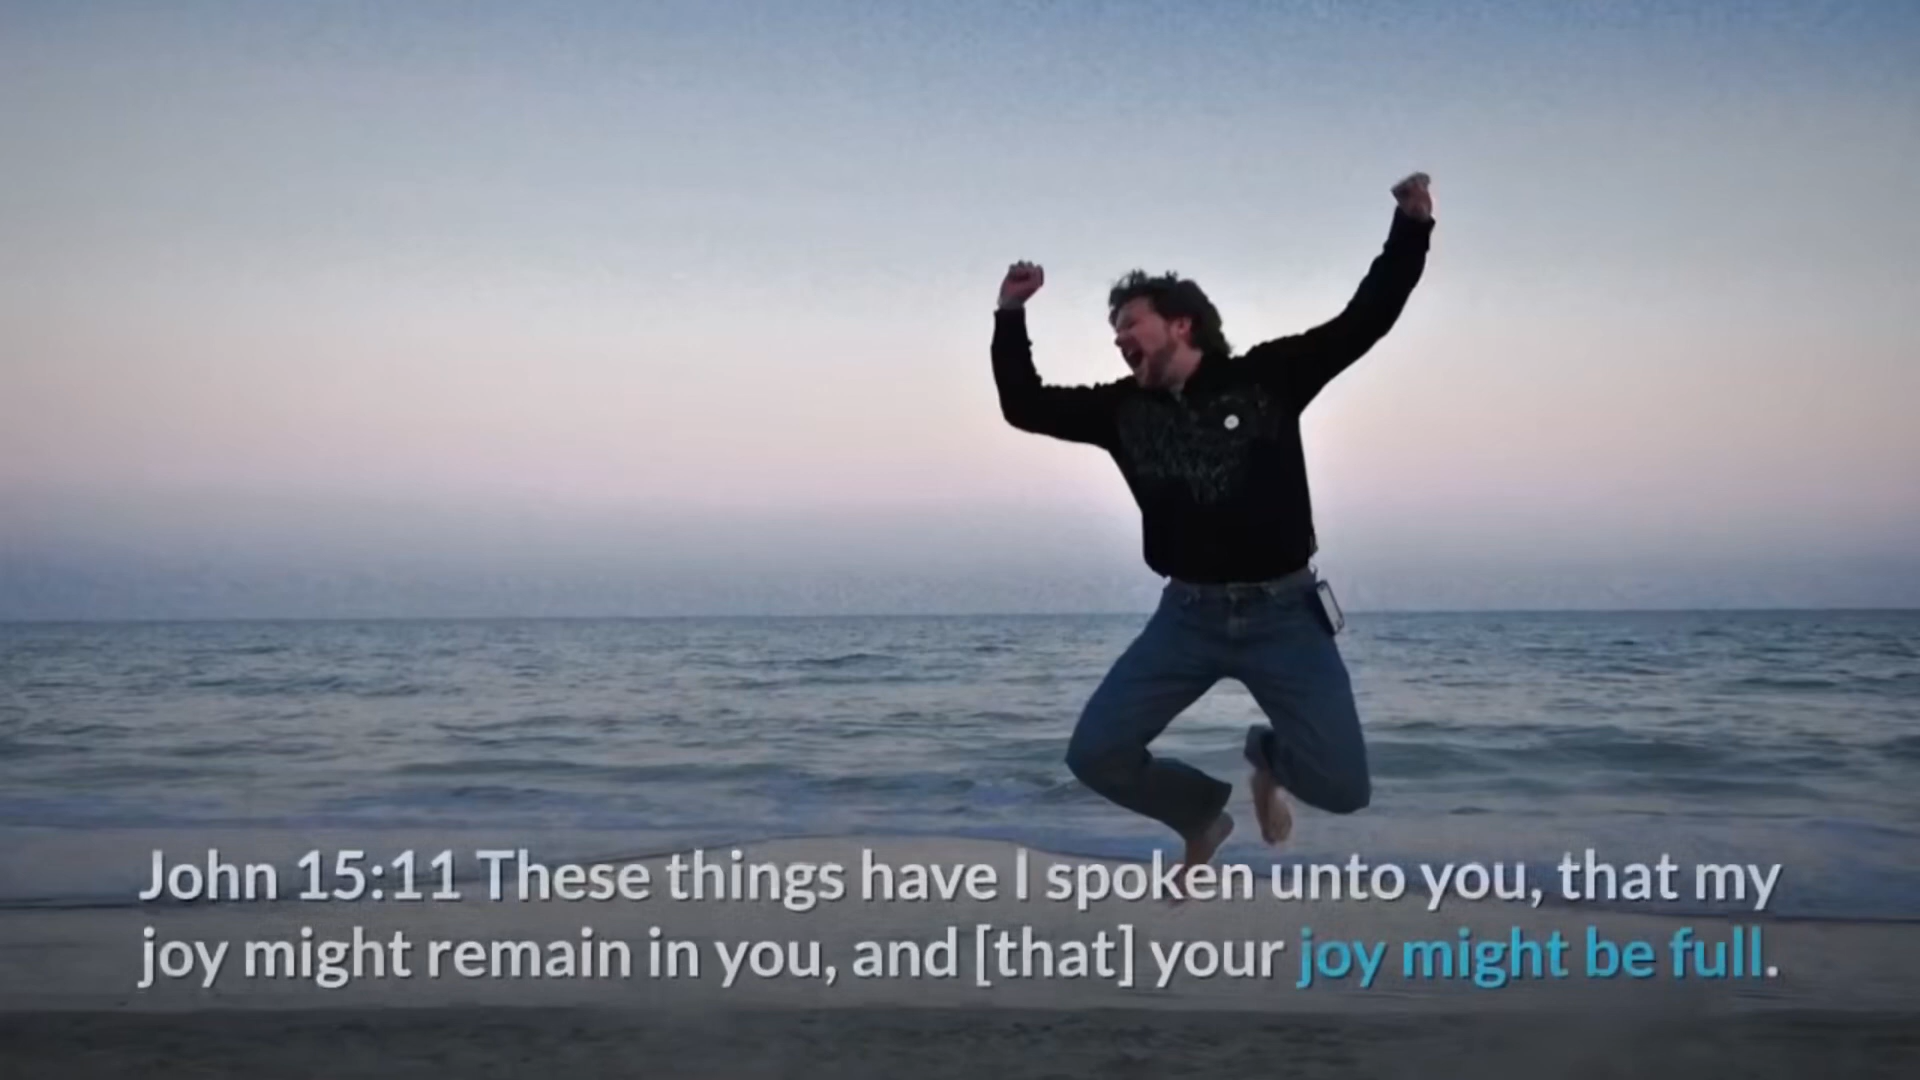 John 15:11 These things have I spoken unto you, that my
joy might remain in you, and [that] your joy might be full.